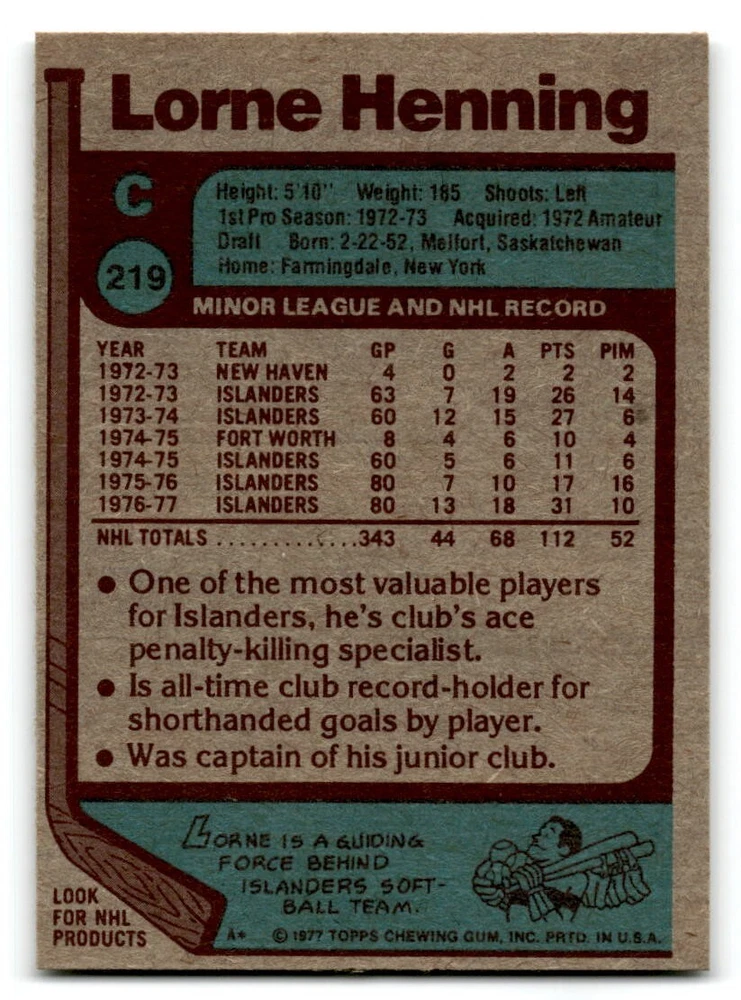 Lorne Henning
C
219
Height: 5'10" Weight: 185 Shoots: Left
1st Pro Season: 1972-73 Acquired: 1972 Amateur
Draft Born: 2-22-52, Melfort, Saskatchewan
Home: Farmingdale, New York
MINOR LEAGUE AND NHL RECORD
YEAR TEAM GP G A PTS PIM
1972-73 NEW HAVEN 4 0 2 2 2
1972-73 ISLANDERS 63 7 19 26 14
1973-74 ISLANDERS 60 12 15 27 6
1974-75 FORT WORTH 8 4 6 10 4
1974-75 ISLANDERS 60 5 6 11 6
1975-76 ISLANDERS 80 7 10 17 16
1976-77 ISLANDERS 80 13 18 31 10
NHL TOTALS ..............343 44 68 112 52
● One of the most valuable players
for Islanders, he's club's ace
penalty-killing specialist.
● Is all-time club record-holder for
shorthanded goals by player.
● Was captain of his junior club.
LORNE IS A GUIDING
FORCE BEHIND
ISLANDERS SOFT-
BALL TEAM.
LOOK
FOR NHL
PRODUCTS
A* © 1977 TOPPS CHEWING GUM, INC. PRTD. IN U.S.A.